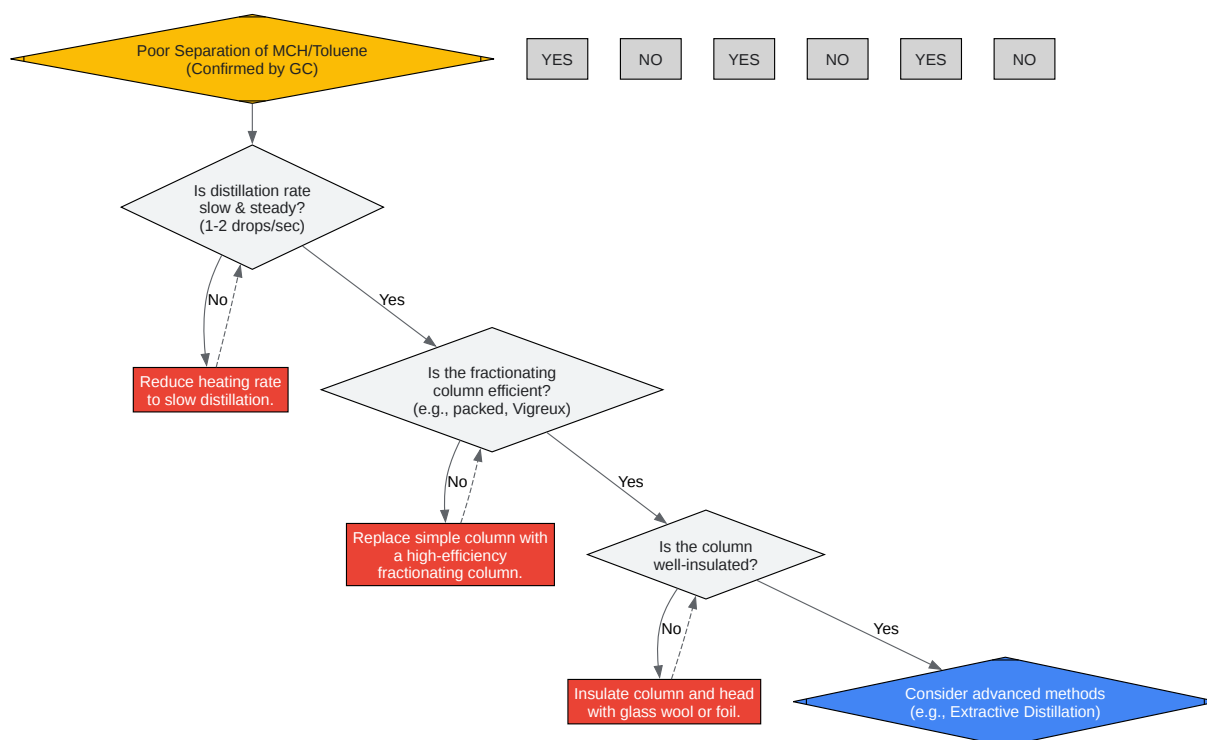 Poor Separation of MCH/Toluene
(Confirmed by GC)
YES
NO
YES
NO
YES
NO
Is distillation rate
slow & steady?
(1-2 drops/sec)
No
Yes
Reduce heating rate
to slow distillation.
Is the fractionating
column efficient?
(e.g., packed, Vigreux)
No
Yes
Replace simple column with
a high-efficiency
fractionating column.
Is the column
well-insulated?
No
Yes
Insulate column and head
with glass wool or foil.
Consider advanced methods
(e.g., Extractive Distillation)